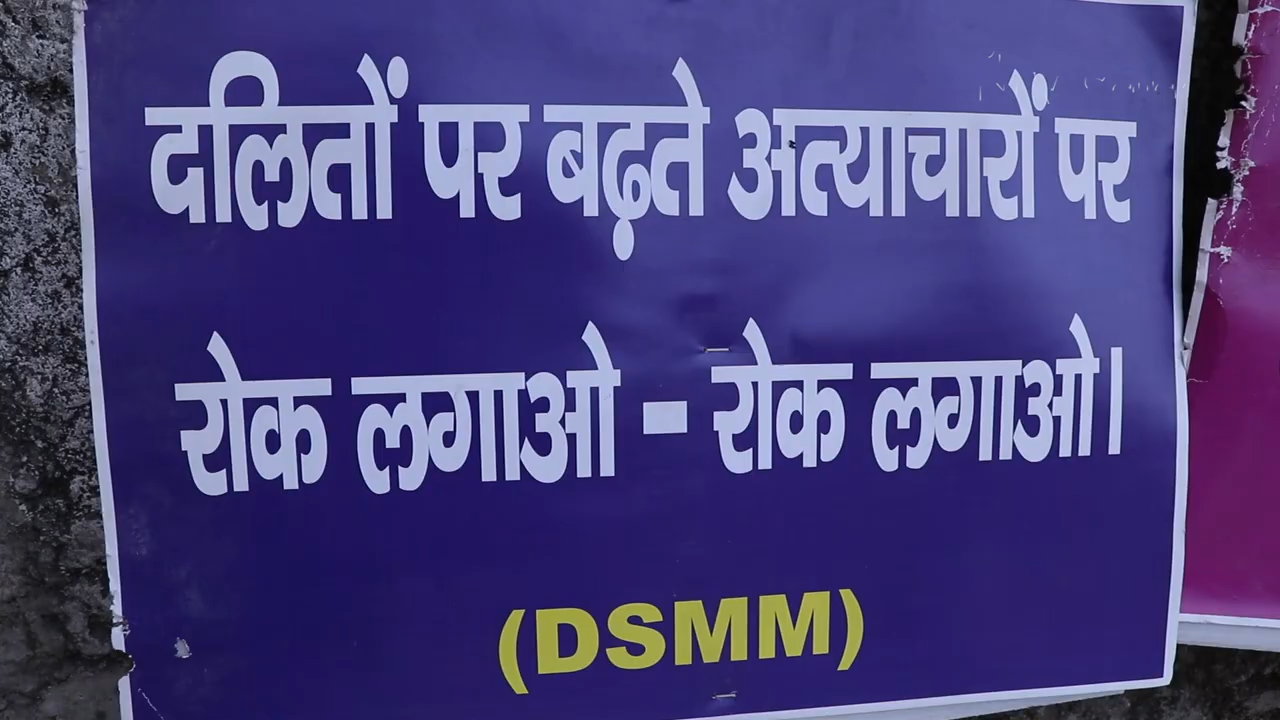 दलितों पर बढ़ते अत्याचारों पर
रोक लगाओ - रोक लगाओ।
(DSMM)